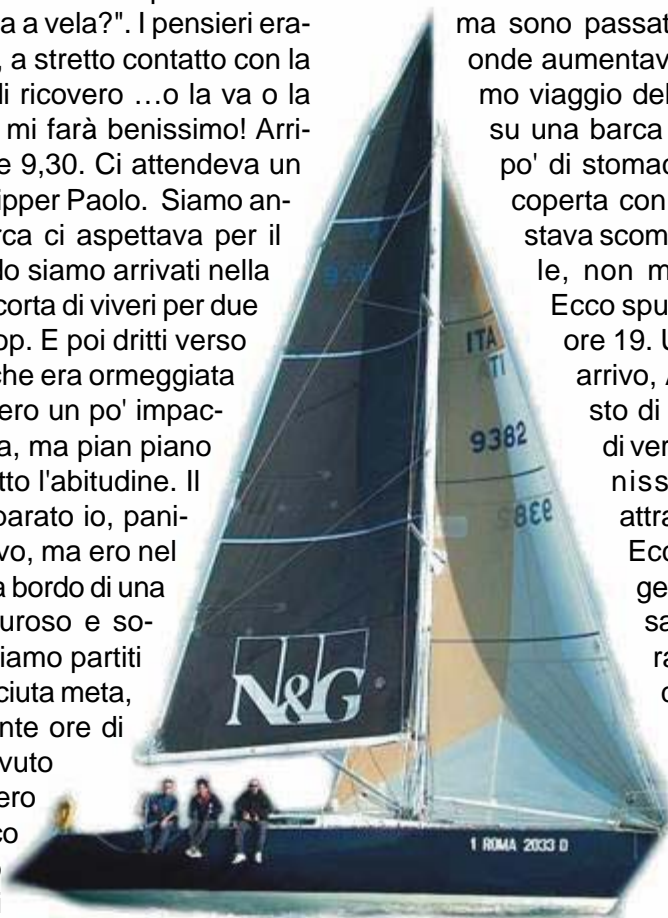 a a vela?". I pensieri era-
, a stretto contatto con la
di ricovero …o la va o la
mi farà benissimo! Arri-
e 9,30. Ci attendeva un
ipper Paolo. Siamo an-
rca ci aspettava per il
do siamo arrivati nella
corta di viveri per due
op. E poi dritti verso
che era ormeggiata
ero un po' impac-
a, ma pian piano
tto l'abitudine. Il
parato io, pani-
vo, ma ero nel
a bordo di una
uroso e so-
iamo partiti
sciuta meta,
nte ore di
vuto
ero
co
ma sono passat
onde aumentav
mo viaggio del
su una barca
po' di stomac
coperta con
stava scom
le, non m
Ecco spu
ore 19. U
arrivo, A
sto di
di ver
niss
attra
Ecc
ge
sa
ra
ITA
9382
9382
N&G
1 ROMA 2033 D